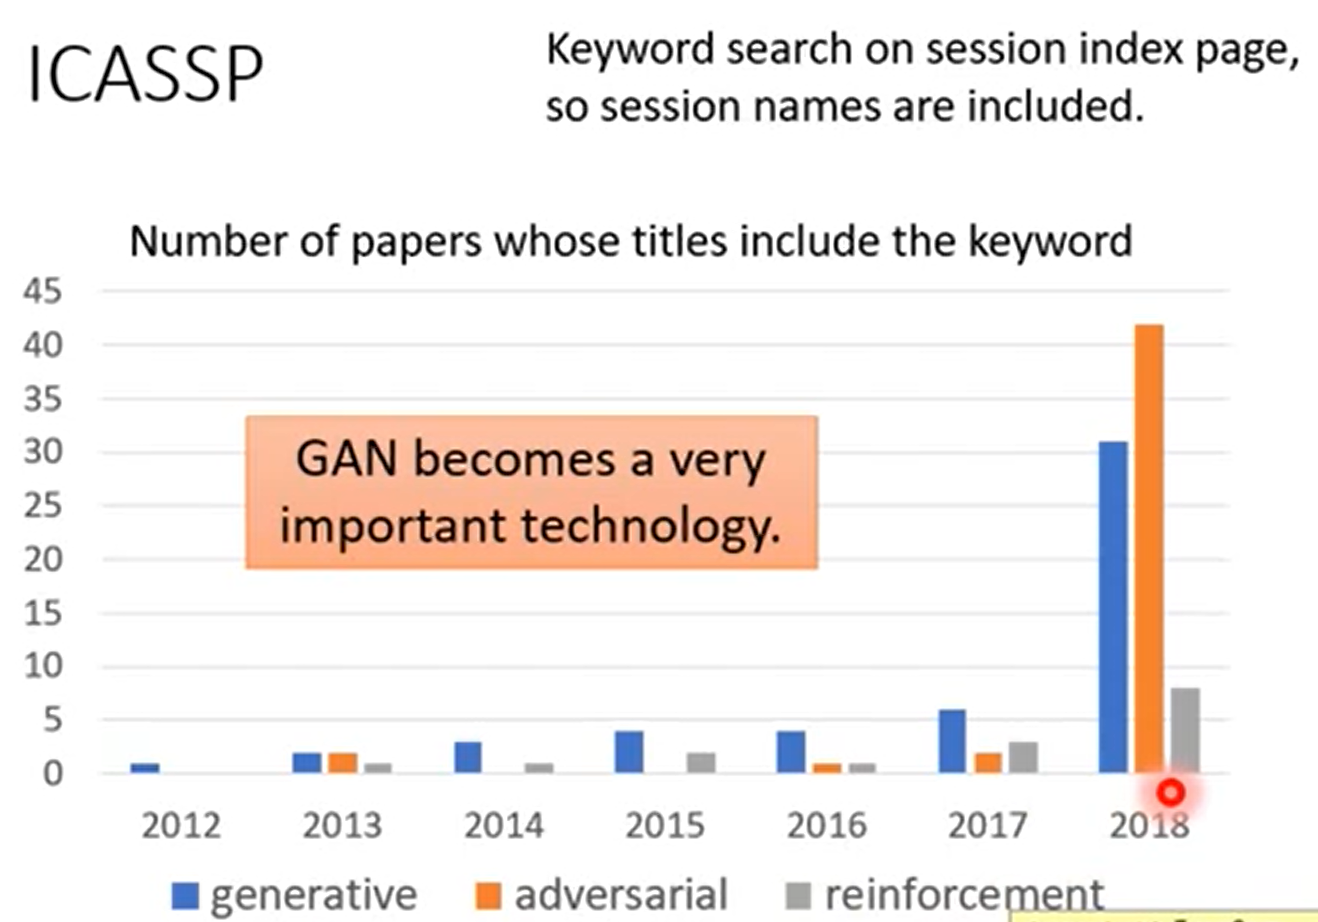 ICASSP
Keyword search on session index page,
so session names are included.
Number of papers whose titles include the keyword
45
40
35
30
25
20
15
10
5
0
GAN becomes a very
important technology.
2012 2013 2014 2015 2016 2017 2018
generative adversarial reinforcement